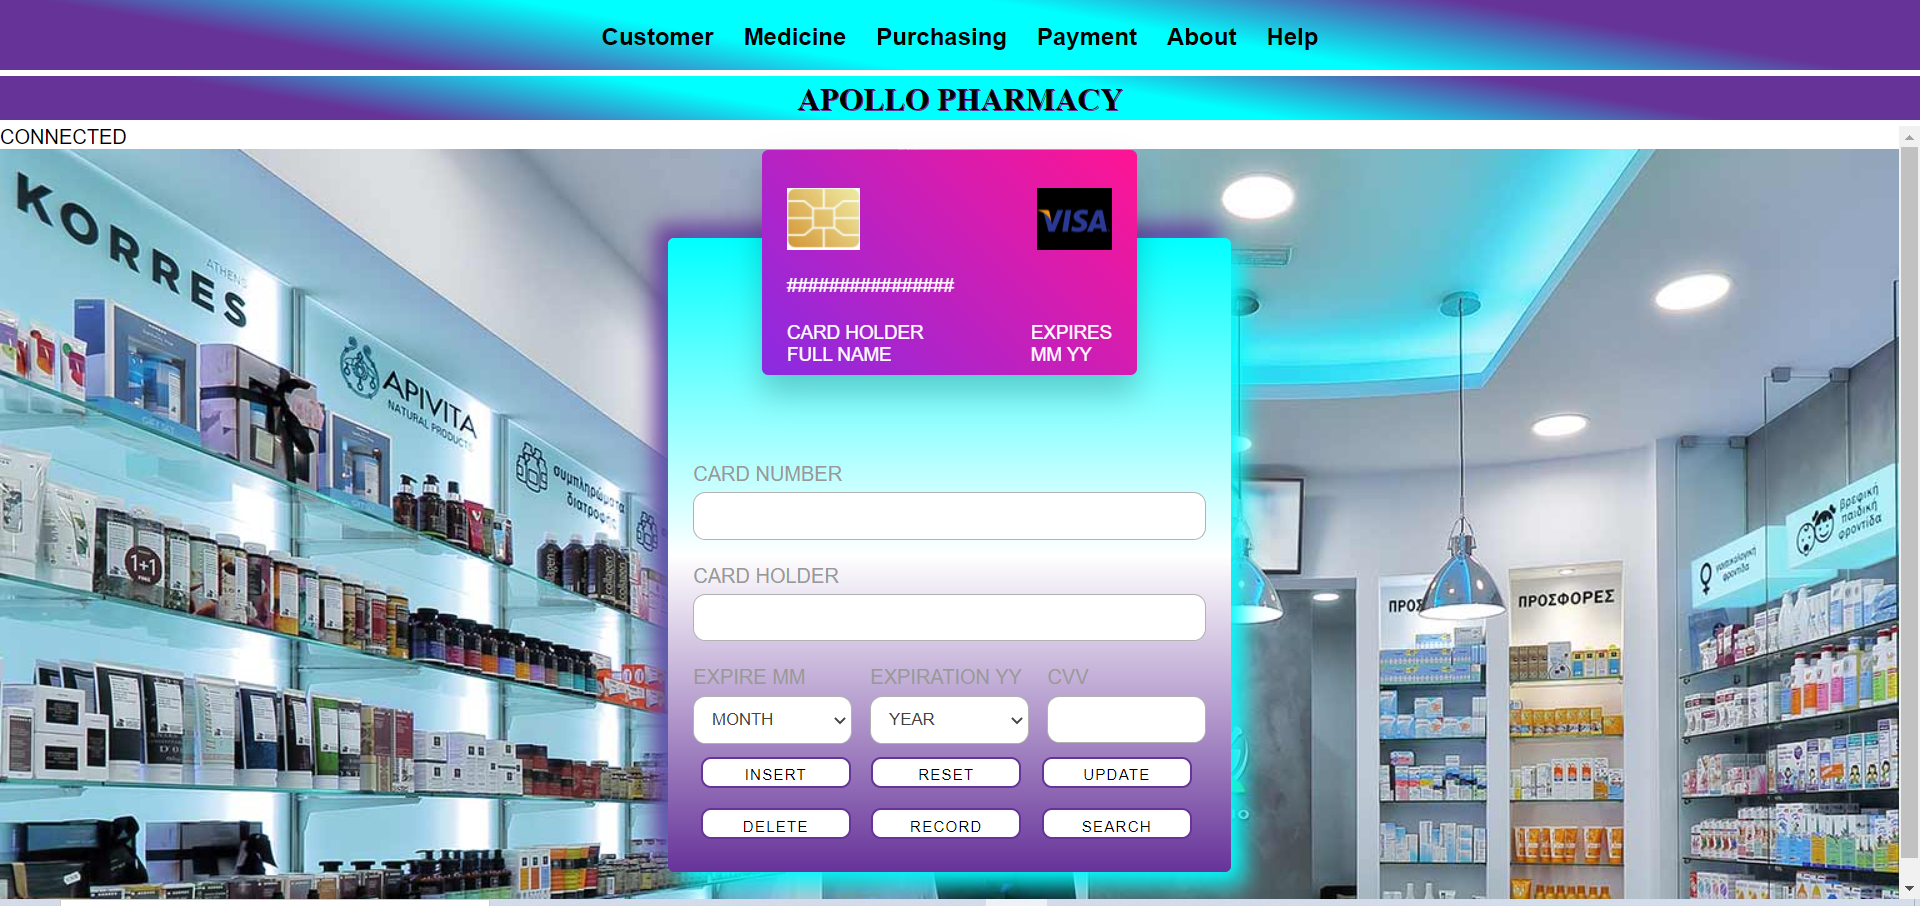 Customer Medicine Purchasing Payment About Help
APOLLO PHARMACY
CONNECTED
KORRES
ATHENS
APIVITA
NATURAL PRODUCTS
συμπληρώματα
διατροφής
1+1
VISA
################
CARD HOLDER
FULL NAME
EXPIRES
MM YY
CARD NUMBER
CARD HOLDER
EXPIRE MM
EXPIRATION YY
CVV
MONTH
YEAR
INSERT
RESET
UPDATE
DELETE
RECORD
SEARCH
βρεφική
παιδική
φροντίδα
γυναικολογική
φροντίδα
ΠΡΟΣ
ΠΡΟΣΦΟΡΕΣ
collagen
collagen